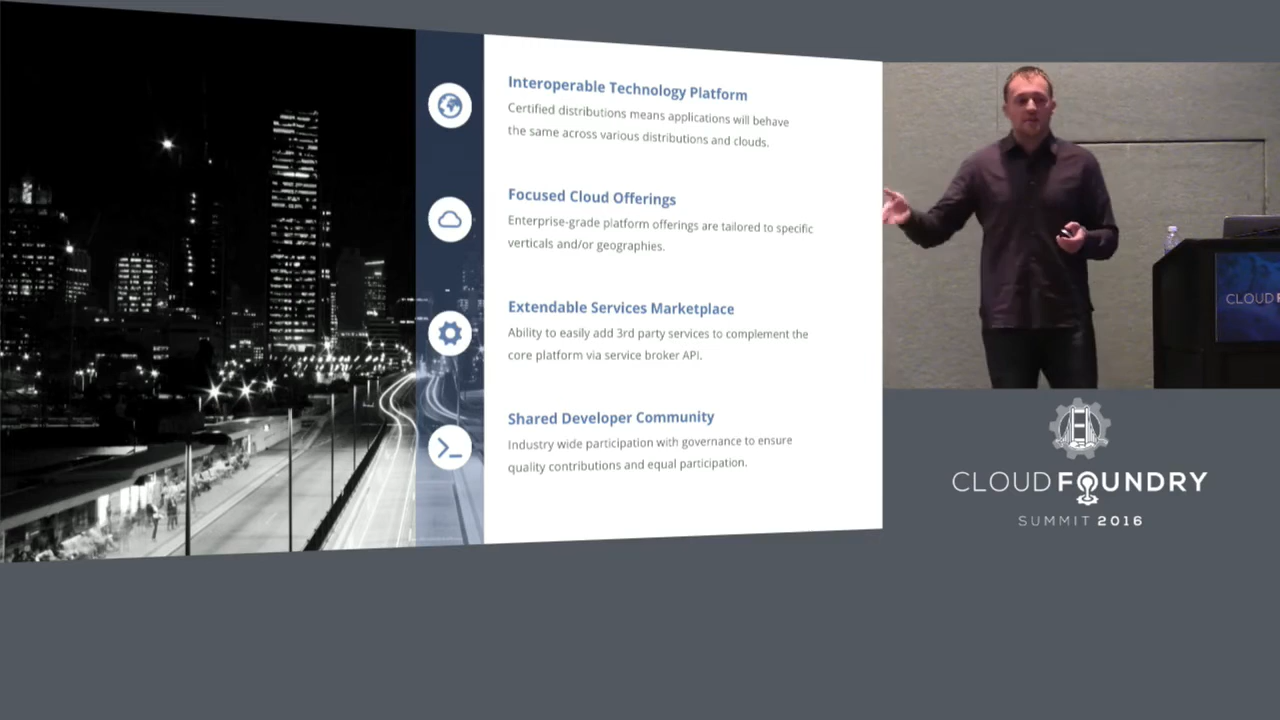 Interoperable Technology Platform
Certified distributions means applications will behave
the same across various distributions and clouds.
Focused Cloud Offerings
Enterprise-grade platform offerings are tailored to specific
verticals and/or geographies.
Extendable Services Marketplace
Ability to easily add 3rd party services to complement the
core platform via service broker API.
Shared Developer Community
Industry wide participation with governance to ensure
quality contributions and equal participation.
CLOUD F
CLOUD FOUNDRY
SUMMIT 2016